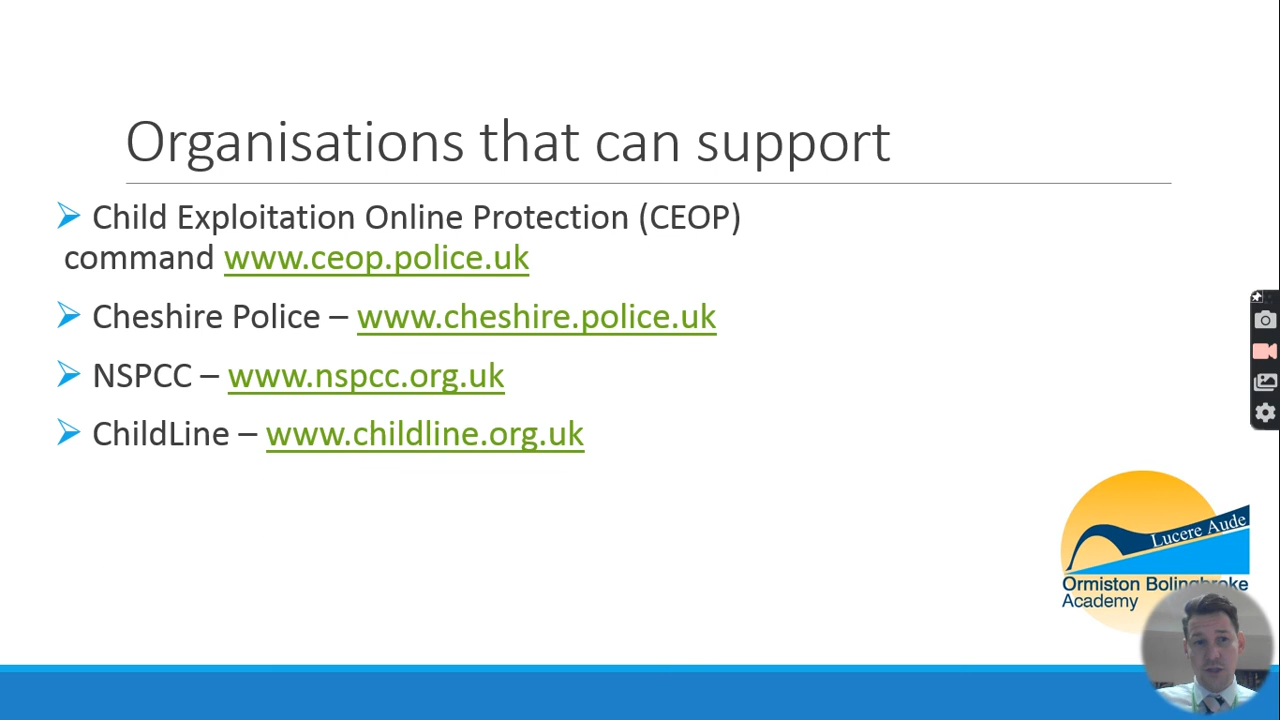 Organisations that can support
Child Exploitation Online Protection (CEOP)
command www.ceop.police.uk
Cheshire Police – www.cheshire.police.uk
NSPCC – www.nspcc.org.uk
ChildLine – www.childline.org.uk
Lucere Aude
Ormiston Bolingbroke
Academy